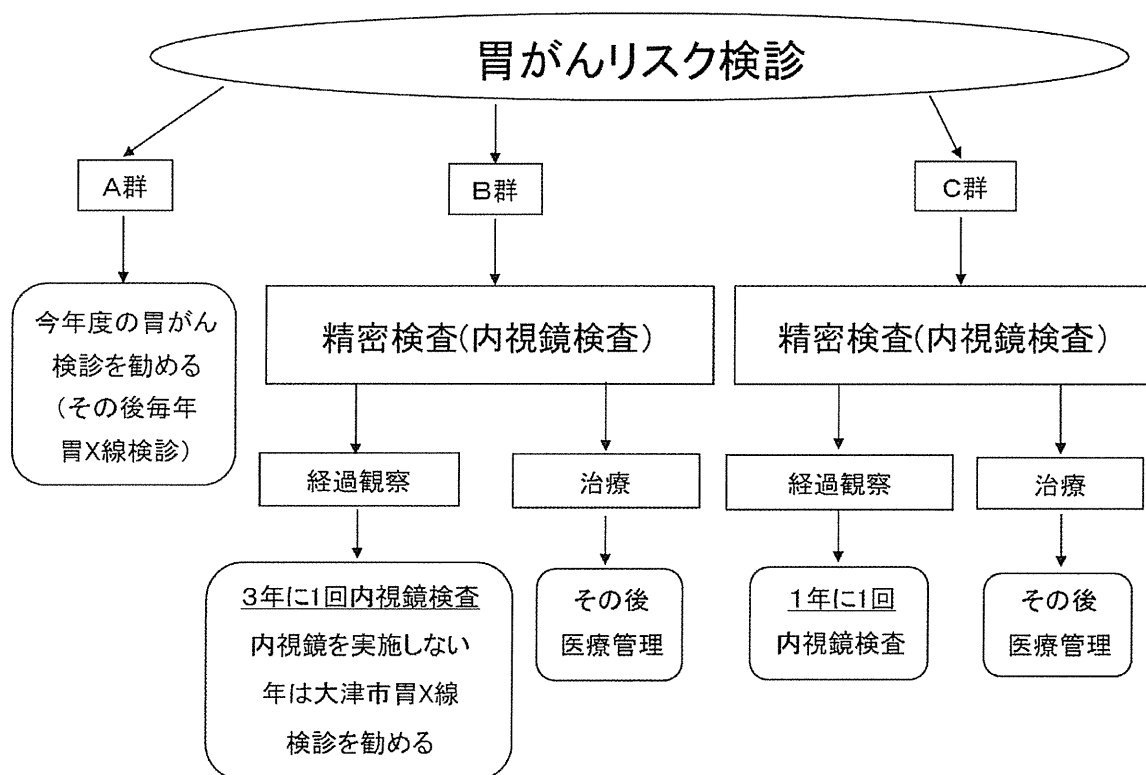 胃がんリスク検診
A群
B群
C群
今年度の胃がん
検診を勧める
(その後毎年
胃X線検診)
精密検査(内視鏡検査)
精密検査(内視鏡検査)
経過観察
治療
経過観察
治療
3年に1回内視鏡検査
内視鏡を実施しない
年は大津市胃X線
検診を勧める
その後
医療管理
1年に1回
内視鏡検査
その後
医療管理